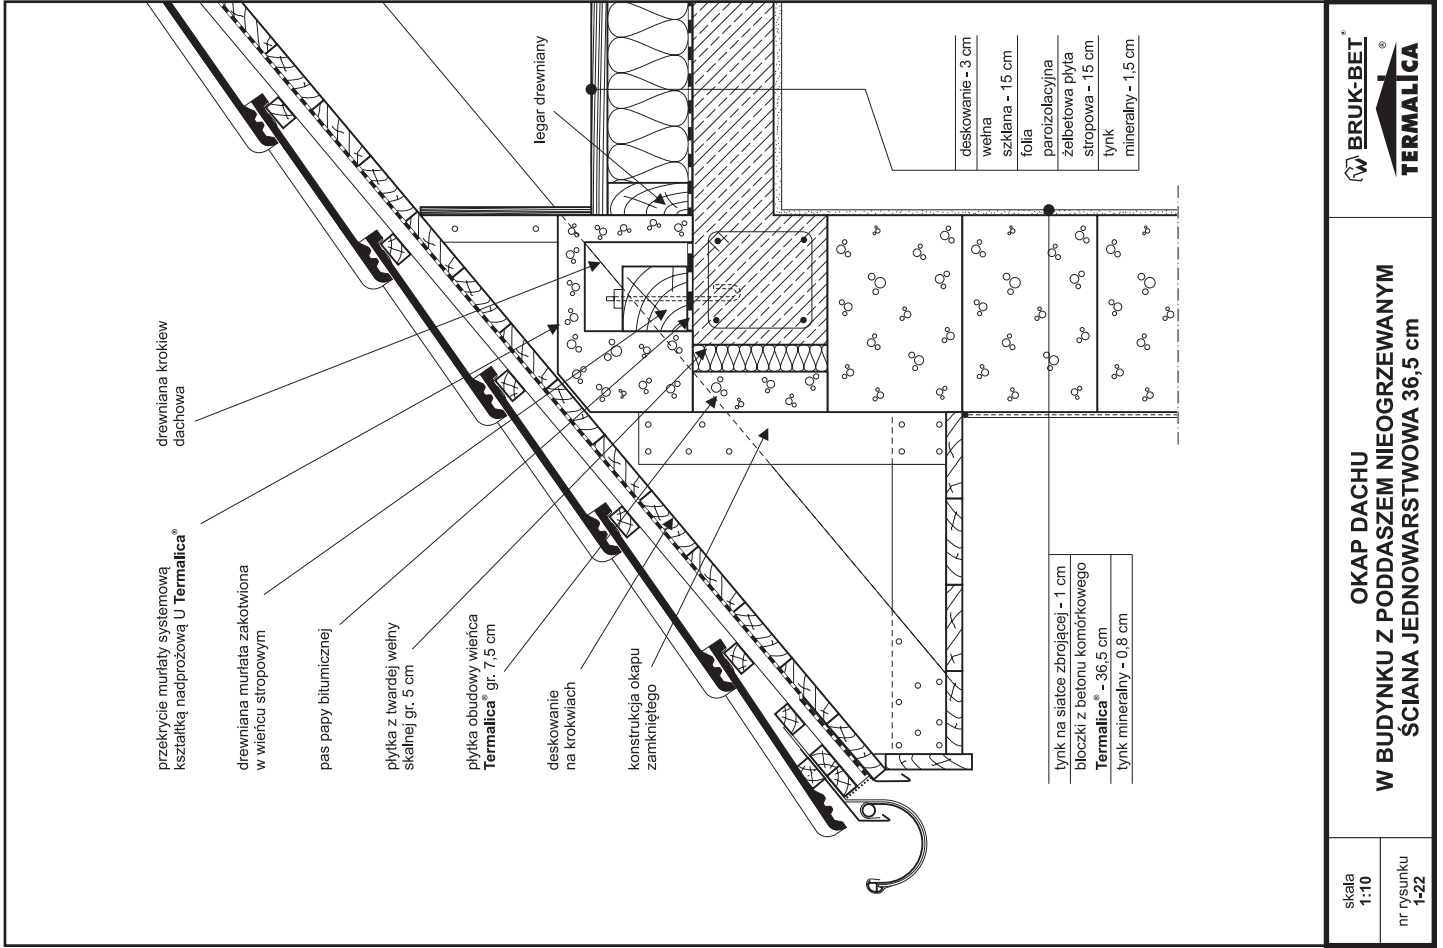 przekrycie murłaty systemową
kształtką nadprożową U Termalica®
drewniana krokiew
dachowa
drewniana murłata zakotwiona
w wieńcu stropowym
pas papy bitumicznej
płytka z twardej wełny
skalnej gr. 5 cm
płytka obudowy wieńca
Termalica® gr. 7,5 cm
deskowanie
na krokwiach
konstrukcja okapu
zamkniętego
legar drewniany
deskowanie - 3 cm
wełna
szklana - 15 cm
folia
paroizolacyjna
żelbetowa płyta
stropowa - 15 cm
tynk
mineralny - 1,5 cm
tynk na siatce zbrojącej - 1 cm
bloczki z betonu komórkowego
Termalica® - 36,5 cm
tynk mineralny - 0,8 cm
skala
1:10
nr rysunku
1-22
OKAP DACHU
W BUDYNKU Z PODDASZEM NIEOGRZEWANYM
ŚCIANA JEDNOWARSTWOWA 36,5 cm
BRUK-BET®
TERMALICA®